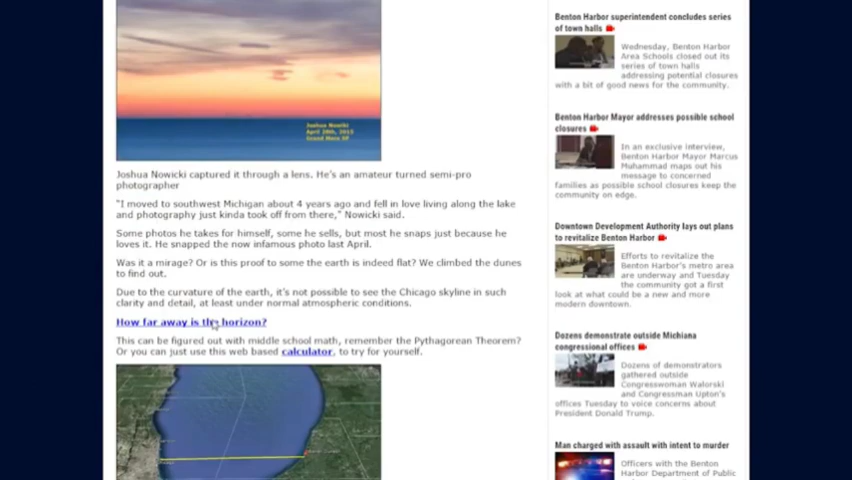 Joshua Nowicki
April 28th, 2015
Grand Mere SP
Joshua Nowicki captured it through a lens. He's an amateur turned semi-pro
photographer
"I moved to southwest Michigan about 4 years ago and fell in love living along the lake
and photography just kinda took off from there," Nowicki said.
Some photos he takes for himself, some he sells, but most he snaps just because he
loves it. He snapped the now infamous photo last April.
Was it a mirage? Or is this proof to some the earth is indeed flat? We climbed the dunes
to find out.
Due to the curvature of the earth, it's not possible to see the Chicago skyline in such
clarity and detail, at least under normal atmospheric conditions.
How far away is the horizon?
This can be figured out with middle school math, remember the Pythagorean Theorem?
Or you can just use this web based calculator, to try for yourself.
Benton Harbor superintendent concludes series
of town halls
Wednesday, Benton Harbor
Area Schools closed out its
series of town halls
addressing potential closures
with a bit of good news for the community.
Benton Harbor Mayor addresses possible school
closures
In an exclusive interview,
Benton Harbor Mayor Marcus
Muhammad maps out his
message to concerned
families as possible school closures keep the
community on edge.
Downtown Development Authority lays out plans
to revitalize Benton Harbor
Efforts to revitalize the
Benton Harbor's metro area
are underway and Tuesday
the community got a first
look at what could be a new and more
modern downtown.
Dozens demonstrate outside Michiana
congressional offices
Dozens of demonstrators
gathered outside
Congresswoman Walorski
and Congressman Upton's
offices Tuesday to voice concerns about
President Donald Trump.
Man charged with assault with intent to murder
Officers with the Benton
Harbor Department of Public